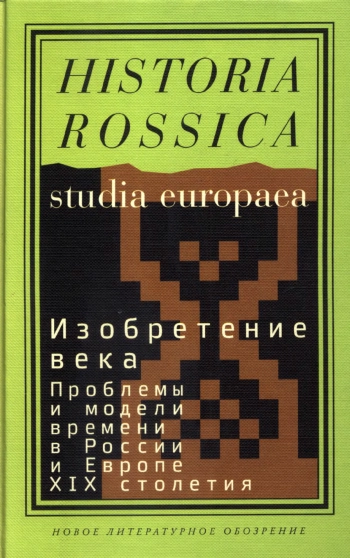 HISTORIA
ROSSICA
studia europaea
Изобретение
века
Проблемы
и модели
времени
в России
и Европе
XIX столетия
НОВОЕ ЛИТЕРАТУРНОЕ ОБОЗРЕНИЕ